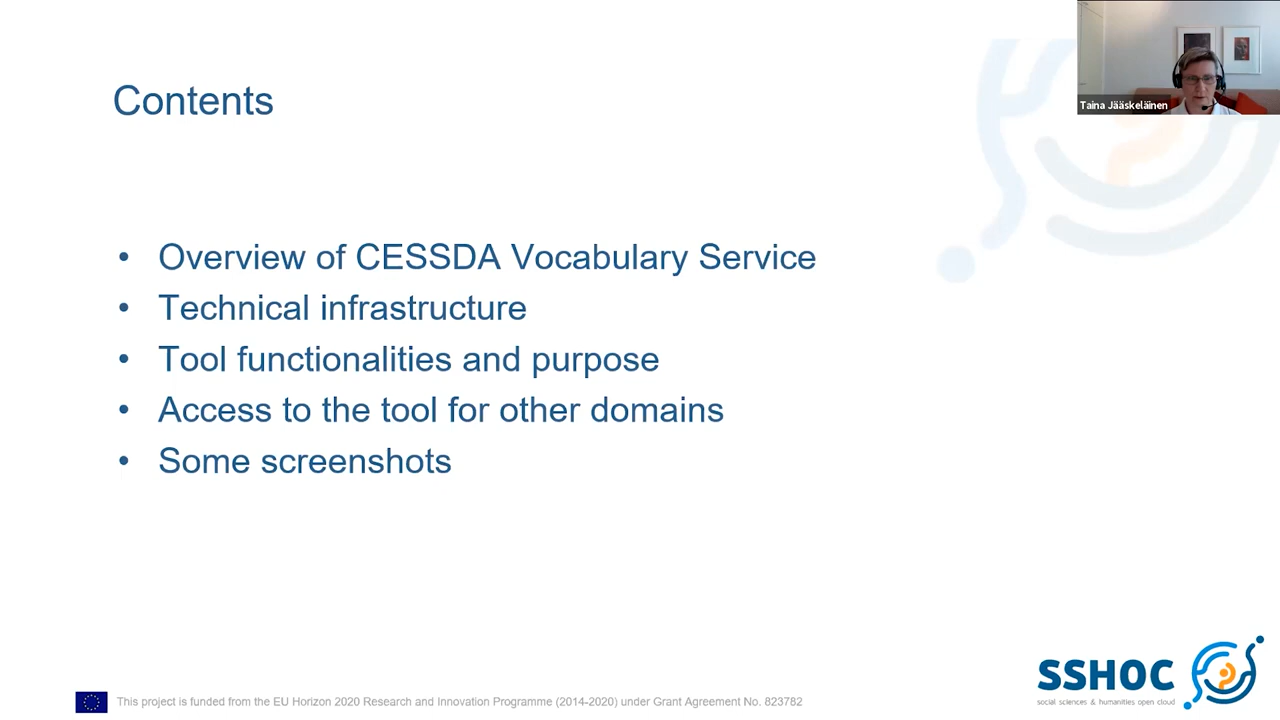 Taina Jääskeläinen
Contents
• Overview of CESSDA Vocabulary Service
• Technical infrastructure
• Tool functionalities and purpose
• Access to the tool for other domains
• Some screenshots
SSHOC
social sciences & humanities open cloud
This project is funded from the EU Horizon 2020 Research and Innovation Programme (2014-2020) under Grant Agreement No. 823782